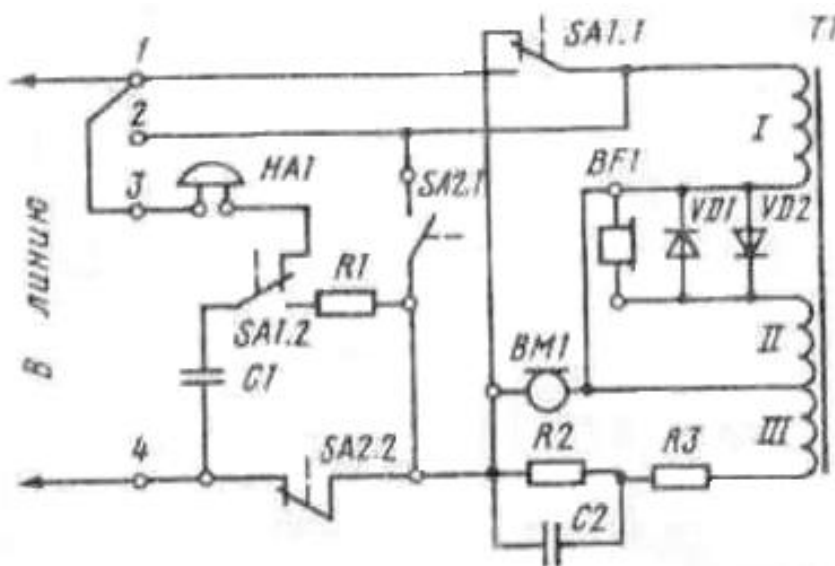 1
SA1.1
T1
2
I
HA1
BF1
3
SA2.1
VD1
VD2
В линию
R1
SA1.2
II
BM1
C1
R2
R3
III
4
SA2.2
C2